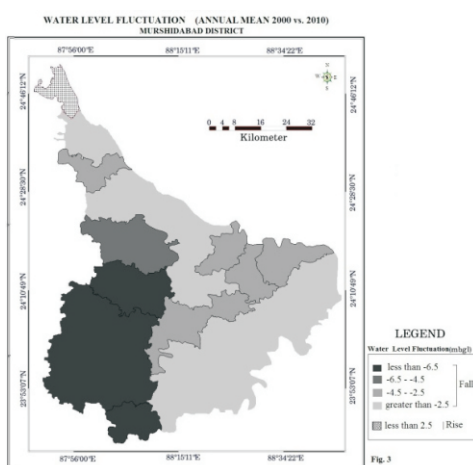 WATER LEVEL FLUCTUATION (ANNUAL MEAN 2000 vs. 2010)
MURSHIDABAD DISTRICT
87°56'00"E 88°15'11"E 88°34'22"E
N
W E
S
24°46'12"N 24°46'12"N
0 4 8 16 24 32
Kilometer
24°28'30"N 24°28'30"N
24°10'49"N 24°10'49"N
23°53'07"N 23°53'07"N
87°56'00"E 88°15'11"E 88°34'22"E
LEGEND
Water Level Fluctuation(mbgl)
less than -6.5
-6.5 - -4.5
-4.5 - -2.5
Fall
greater than -2.5
less than 2.5 Rise
Fig. 3